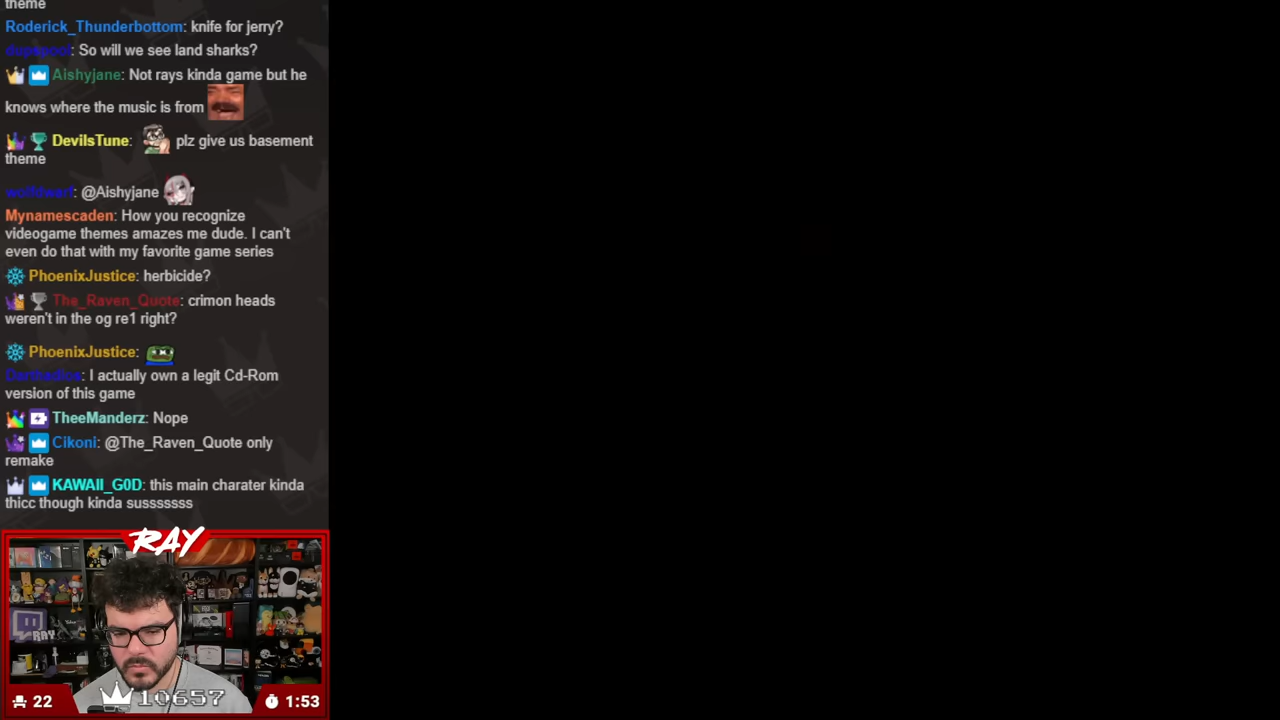 theme
Roderick_Thunderbottom: knife for jerry?
: So will we see land sharks?
Aishyjane: Not rays kinda game but he
knows where the music is from
DevilsTune: plz give us basement
theme
wolfdwarf: @Aishyjane
Mynamescaden: How you recognize
videogame themes amazes me dude. I can't
even do that with my favorite game series
PhoenixJustice: herbicide?
The_Raven_Quote: crimon heads
weren't in the og re1 right?
PhoenixJustice:
: I actually own a legit Cd-Rom
version of this game
TheeManderz: Nope
Cikoni: @The_Raven_Quote only
remake
KAWAII_G0D: this main charater kinda
thicc though kinda susssssss
RAY
RAY
22
10657
1:53